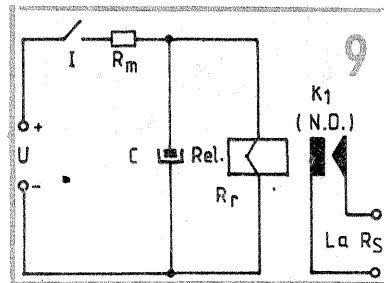 9
I
Rm
K1
(N.D.)
+
U
-
C
Rel.
Rr
La RS